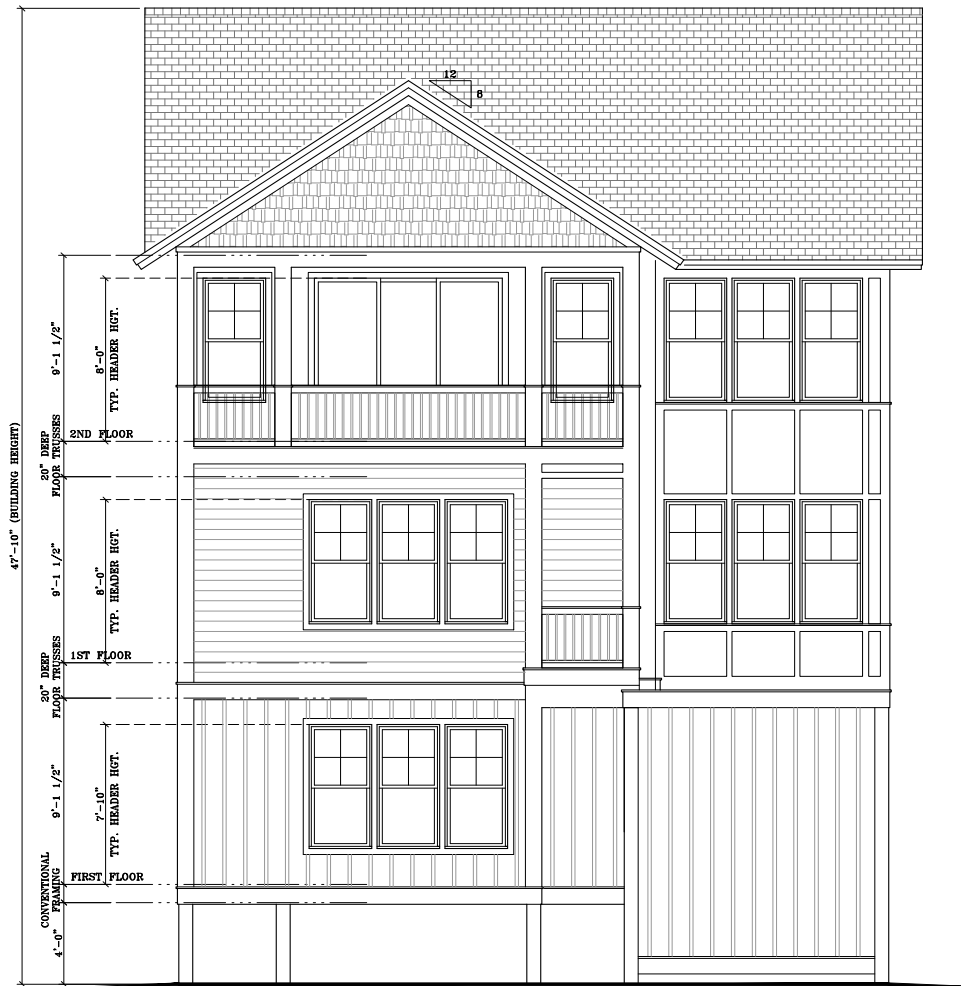 12
8
9'-1 1/2"
8'-0"
TYP. HEADER HGT.
2ND FLOOR
20" DEEP
FLOOR TRUSSES
47'-10" (BUILDING HEIGHT)
9'-1 1/2"
8'-0"
TYP. HEADER HGT.
1ST FLOOR
20" DEEP
FLOOR TRUSSES
9'-1 1/2"
7'-10"
TYP. HEADER HGT.
FIRST FLOOR
CONVENTIONAL
FRAMING
4'-0"